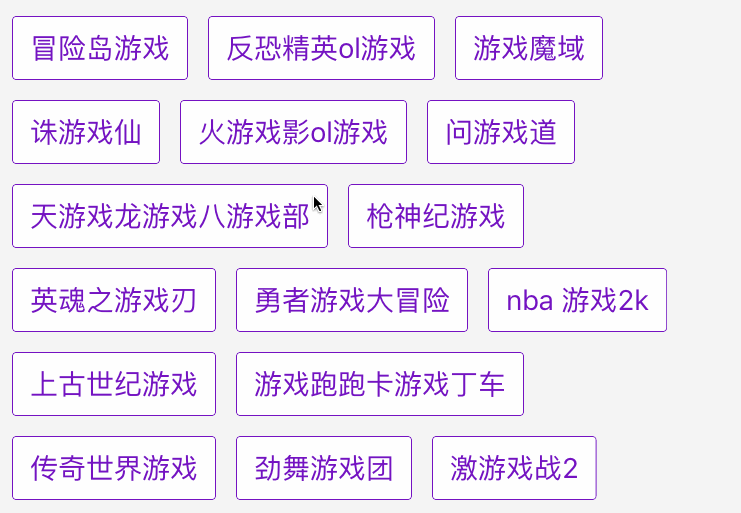 冒险岛游戏 反恐精英ol游戏 游戏魔域
诛游戏仙 火游戏影ol游戏 问游戏道
天游戏龙游戏八游戏部 枪神纪游戏
英魂之游戏刃 勇者游戏大冒险 nba 游戏2k
上古世纪游戏 游戏跑跑卡游戏丁车
传奇世界游戏 劲舞游戏团 激游戏战2